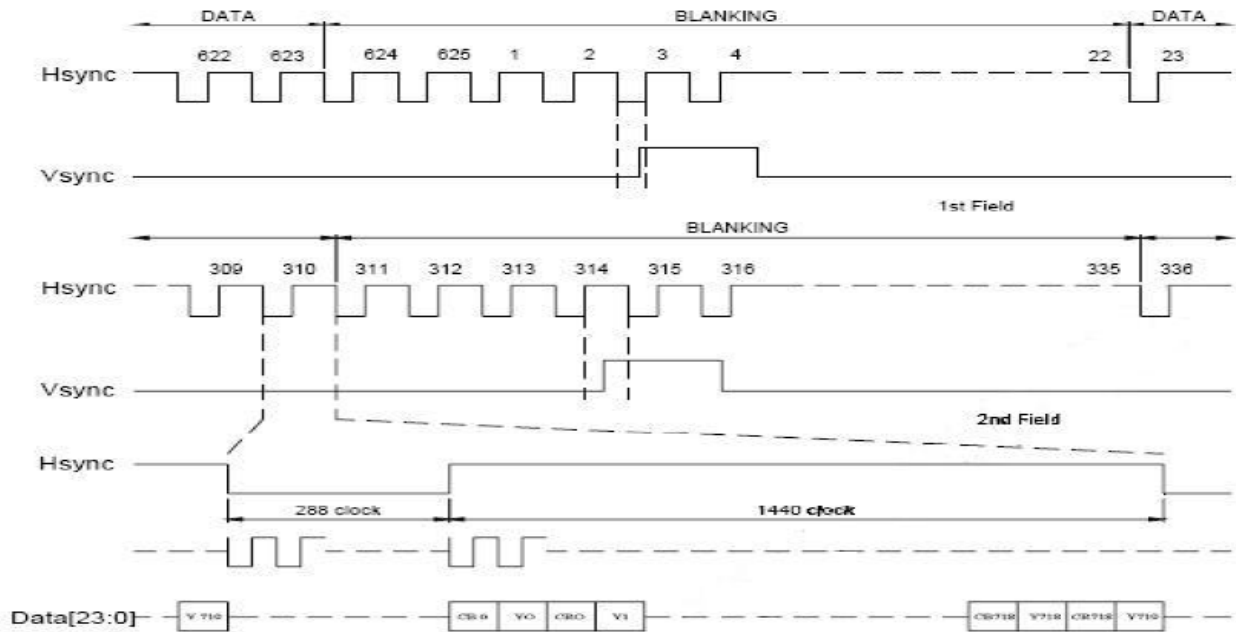 DATA BLANKING DATA
622 623 624 625 1 2 3 4 22 23
Hsync
Vsync
1st Field
BLANKING
309 310 311 312 313 314 315 316 335 336
Hsync
Vsync
2nd Field
Hsync
288 clock 1440 clock
Data[23:0] Y 719 CB 0 Y0 CR0 Y1 CB718 Y718 CR718 Y719